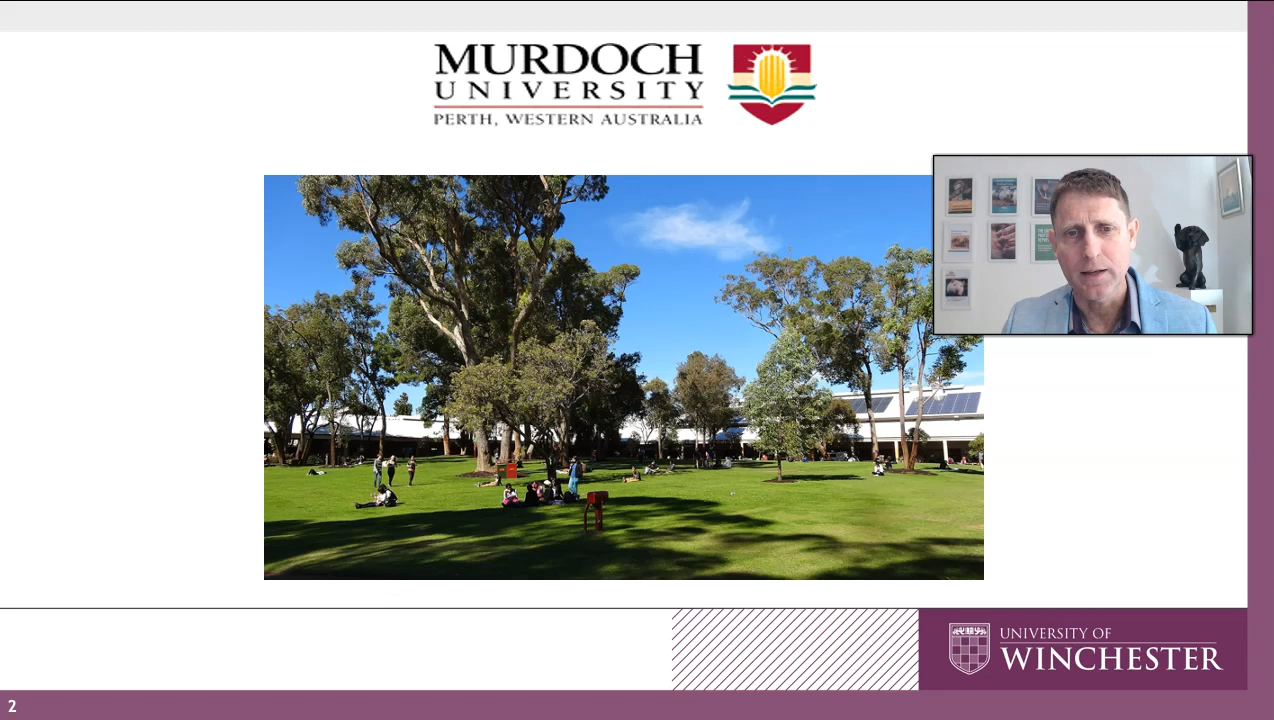 MURDOCH
UNIVERSITY
PERTH, WESTERN AUSTRALIA
UNIVERSITY OF
WINCHESTER
2